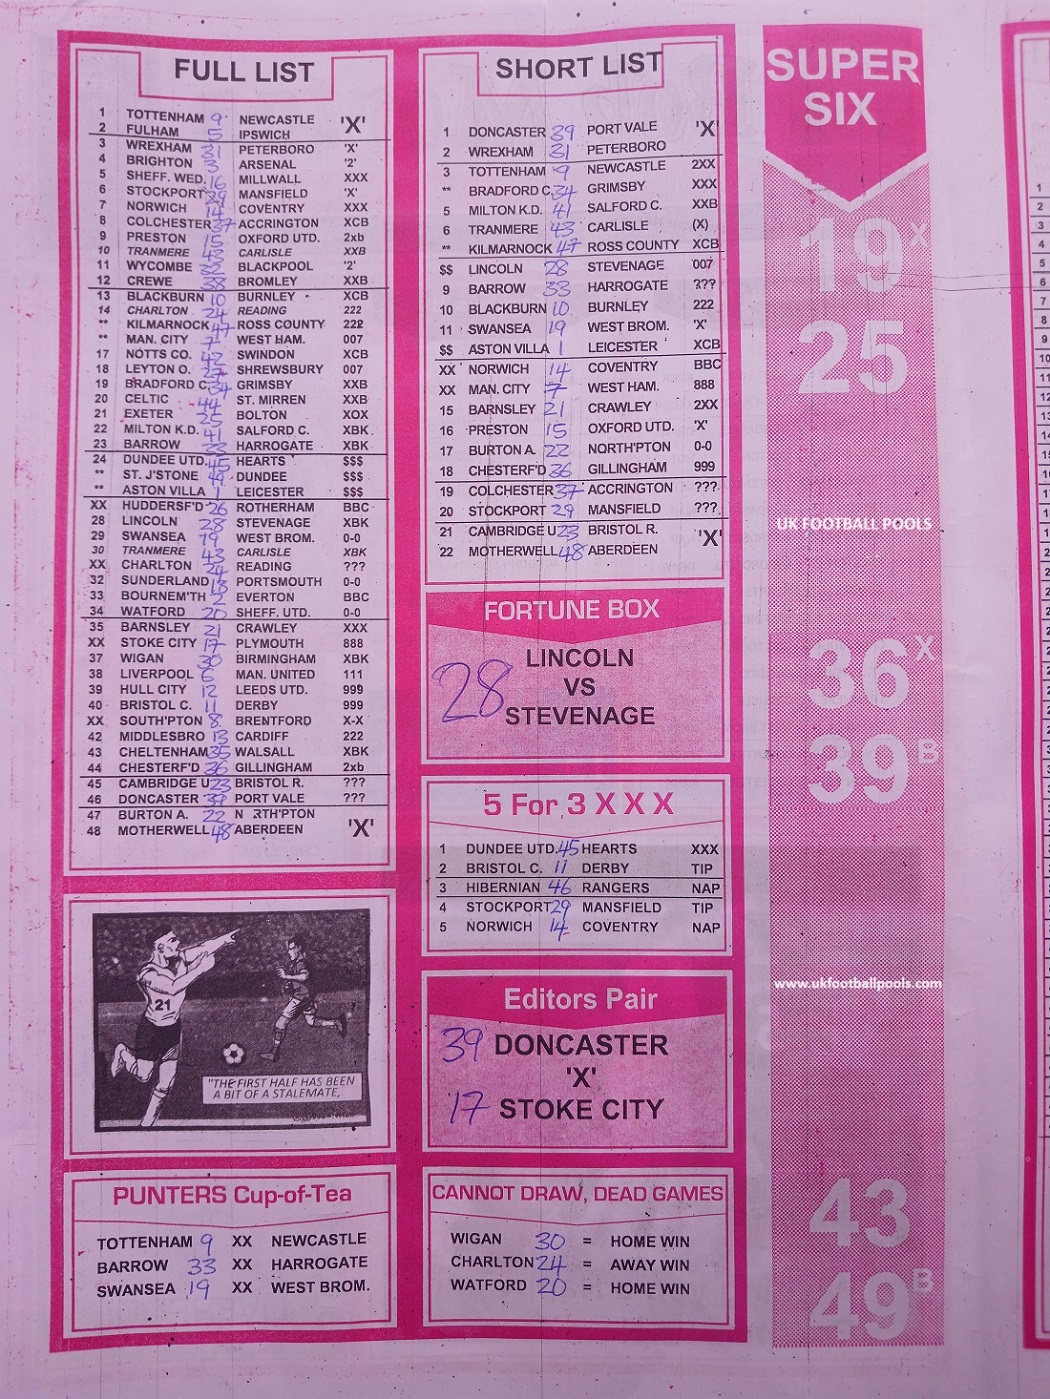 FULL LIST
1 TOTTENHAM 9 NEWCASTLE 'X'
2 FULHAM 5 IPSWICH
3 WREXHAM 31 PETERBORO 'X'
4 BRIGHTON 3 ARSENAL '2'
5 SHEFF. WED. 16 MILLWALL XXX
6 STOCKPORT 29 MANSFIELD 'X'
7 NORWICH 14 COVENTRY XXX
8 COLCHESTER 37 ACCRINGTON XCB
9 PRESTON 15 OXFORD UTD. 2xb
10 TRANMERE 43 CARLISLE XXB
11 WYCOMBE 32 BLACKPOOL '2'
12 CREWE 38 BROMLEY XXB
13 BLACKBURN 10 BURNLEY XCB
14 CHARLTON 24 READING 222
** KILMARNOCK 47 ROSS COUNTY 222
** MAN. CITY 7 WEST HAM. 007
17 NOTTS CO. 42 SWINDON XCB
18 LEYTON O. 27 SHREWSBURY 007
19 BRADFORD C. 34 GRIMSBY XXB
20 CELTIC 44 ST. MIRREN XXB
21 EXETER 25 BOLTON XOX
22 MILTON K.D. 41 SALFORD C. XBK
23 BARROW 33 HARROGATE XBK
24 DUNDEE UTD. 45 HEARTS $$$
** ST. J'STONE 49 DUNDEE $$$
** ASTON VILLA 1 LEICESTER $$$
XX HUDDERSF'D 26 ROTHERHAM BBC
28 LINCOLN 28 STEVENAGE XBK
29 SWANSEA 19 WEST BROM. 0-0
30 TRANMERE 43 CARLISLE XBK
XX CHARLTON 24 READING ???
32 SUNDERLAND 18 PORTSMOUTH 0-0
33 BOURNEM'TH 2 EVERTON BBC
34 WATFORD 20 SHEFF. UTD. 0-0
35 BARNSLEY 21 CRAWLEY XXX
XX STOKE CITY 17 PLYMOUTH 888
37 WIGAN 30 BIRMINGHAM XBK
38 LIVERPOOL 6 MAN. UNITED 111
39 HULL CITY 12 LEEDS UTD. 999
40 BRISTOL C. 11 DERBY 999
XX SOUTH'PTON 8 BRENTFORD X-X
42 MIDDLESBRO 13 CARDIFF 222
43 CHELTENHAM 35 WALSALL XBK
44 CHESTERF'D 36 GILLINGHAM 2xb
45 CAMBRIDGE U 23 BRISTOL R. ???
46 DONCASTER 39 PORT VALE ???
47 BURTON A. 22 N RTH'PTON
48 MOTHERWELL 48 ABERDEEN 'X'
21
"THE FIRST HALF HAS BEEN
A BIT OF A STALEMATE,
PUNTERS Cup-of-Tea
TOTTENHAM 9 XX NEWCASTLE
BARROW 33 XX HARROGATE
SWANSEA 19 XX WEST BROM.
SHORT LIST
1 DONCASTER 39 PORT VALE 'X'
2 WREXHAM 31 PETERBORO
3 TOTTENHAM 9 NEWCASTLE 2XX
** BRADFORD C. 34 GRIMSBY XXX
5 MILTON K.D. 41 SALFORD C. XXB
6 TRANMERE 43 CARLISLE (X)
** KILMARNOCK 47 ROSS COUNTY XCB
$$ LINCOLN 28 STEVENAGE '007
9 BARROW 33 HARROGATE ???
10 BLACKBURN 10 BURNLEY 222
11 SWANSEA 19 WEST BROM. 'X'
$$ ASTON VILLA 1 LEICESTER XCB
XX NORWICH 14 COVENTRY BBC
XX MAN. CITY 7 WEST HAM. 888
15 BARNSLEY 21 CRAWLEY 2XX
16 PRESTON 15 OXFORD UTD. 'X'
17 BURTON A. 22 NORTH'PTON 0-0
18 CHESTERF'D 36 GILLINGHAM 999
19 COLCHESTER 37 ACCRINGTON ???
20 STOCKPORT 29 MANSFIELD ???
21 CAMBRIDGE U 23 BRISTOL R. 'X'
22 MOTHERWELL 48 ABERDEEN
FORTUNE BOX
LINCOLN
28 VS
STEVENAGE
5 For 3 X X X
1 DUNDEE UTD. 45 HEARTS XXX
2 BRISTOL C. 11 DERBY TIP
3 HIBERNIAN 46 RANGERS NAP
4 STOCKPORT 29 MANSFIELD TIP
5 NORWICH 14 COVENTRY NAP
Editors Pair
39 DONCASTER
'X'
17 STOKE CITY
CANNOT DRAW, DEAD GAMES
WIGAN 30 = HOME WIN
CHARLTON 24 = AWAY WIN
WATFORD 20 = HOME WIN
SUPER
SIX
19 X
25
UK FOOTBALL POOLS
36 X
39 B
www.ukfootballpools.com
43
49 B
1
2
3
4
5
6
7
8
9
10
11
12